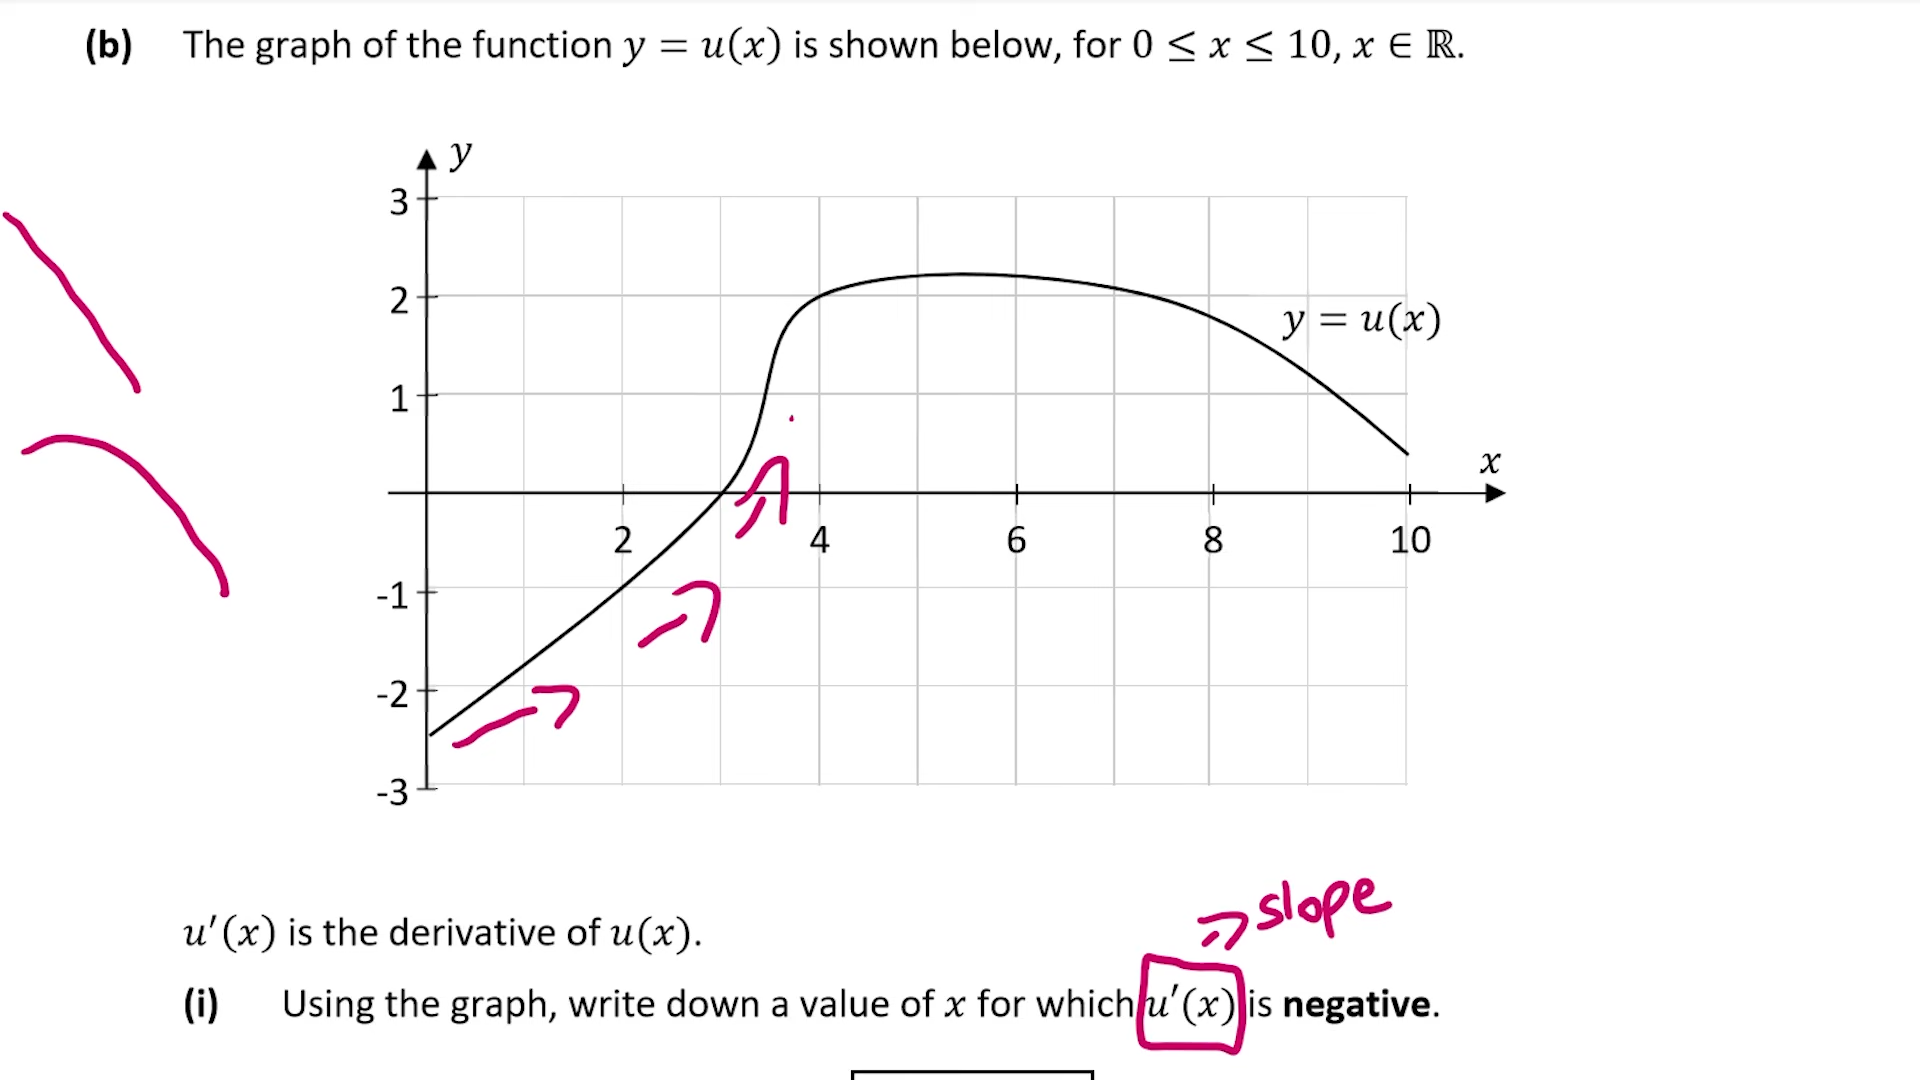 (b) The graph of the function y = u(x) is shown below, for 0 ≤ x ≤ 10, x ∈ ℝ.
y
3
2
y = u(x)
1
x
2 4 6 8 10
-1
-2
-3
slope
u′(x) is the derivative of u(x).
(i) Using the graph, write down a value of x for which u′(x) is negative.